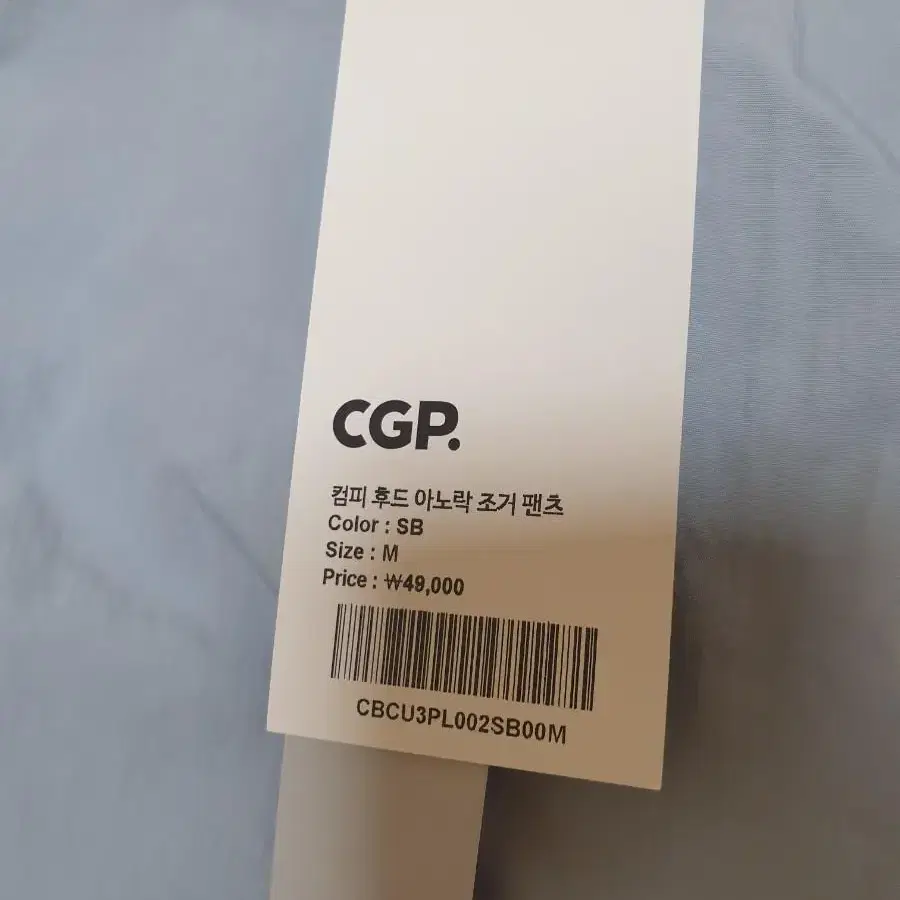 CGP.
컴피 후드 아노락 조거 팬츠
Color : SB
Size : M
Price : ₩49,000
CBCU3PL002SB00M